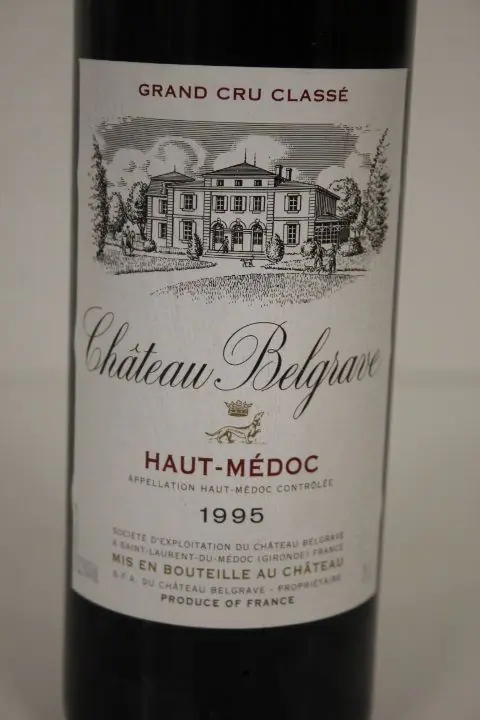 GRAND CRU CLASSÉ
Château Belgrave
HAUT-MÉDOC
APPELLATION HAUT-MÉDOC CONTRÔLÉE
1995
SOCIÉTÉ D'EXPLOITATION DU CHÂTEAU BELGRAVE
À SAINT-LAURENT-DU-MÉDOC (GIRONDE) FRANCE
MIS EN BOUTEILLE AU CHÂTEAU
G.F.A. DU CHÂTEAU BELGRAVE - PROPRIÉTAIRE
PRODUCE OF FRANCE